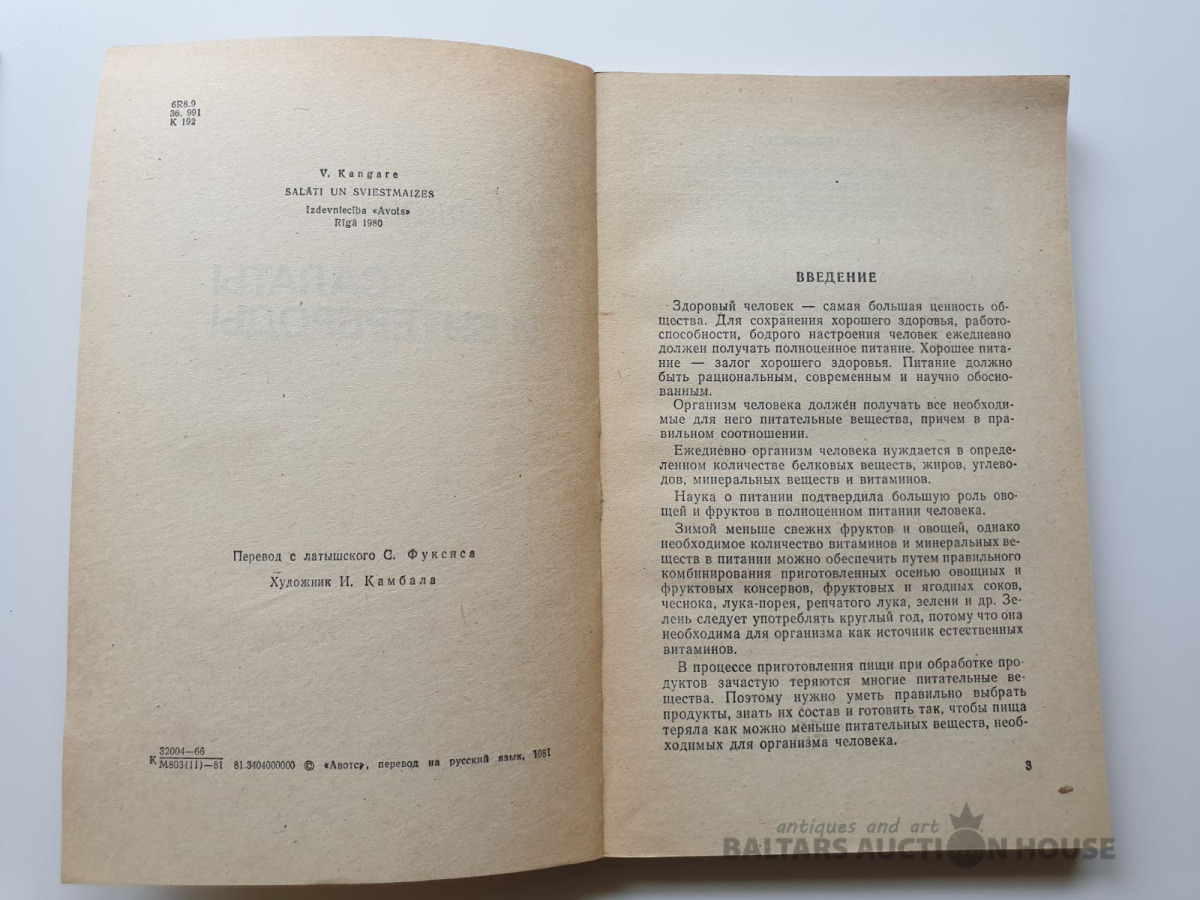 6R8.9
36. 991
К 192
V. Kangare
SALĀTI UN SVIESTMAIZES
Izdevniecība «Avots»
Rīgā 1980
Перевод с латышского С. Фуксиса
Художник И. Камбала
К 32004—66
М803(11)—81 81.3404000000 © «Авотс», перевод на русский язык, 1981
ВВЕДЕНИЕ
Здоровый человек — самая большая ценность об-
щества. Для сохранения хорошего здоровья, работо-
способности, бодрого настроения человек ежедневно
должен получать полноценное питание. Хорошее пита-
ние — залог хорошего здоровья. Питание должно
быть рациональным, современным и научно обосно-
ванным.
Организм человека должен получать все необходи-
мые для него питательные вещества, причем в пра-
вильном соотношении.
Ежедневно организм человека нуждается в опреде-
ленном количестве белковых веществ, жиров, углево-
дов, минеральных веществ и витаминов.
Наука о питании подтвердила большую роль ово-
щей и фруктов в полноценном питании человека.
Зимой меньше свежих фруктов и овощей, однако
необходимое количество витаминов и минеральных ве-
ществ в питании можно обеспечить путем правильного
комбинирования приготовленных осенью овощных и
фруктовых консервов, фруктовых и ягодных соков,
чеснока, лука-порея, репчатого лука, зелени и др. Зе-
лень следует употреблять круглый год, потому что она
необходима для организма как источник естественных
витаминов.
В процессе приготовления пищи при обработке про-
дуктов зачастую теряются многие питательные ве-
щества. Поэтому нужно уметь правильно выбрать
продукты, знать их состав и готовить так, чтобы пища
теряла как можно меньше питательных веществ, необ-
ходимых для организма человека.
3
antiques and art
BALTARS AUCTION HOUSE